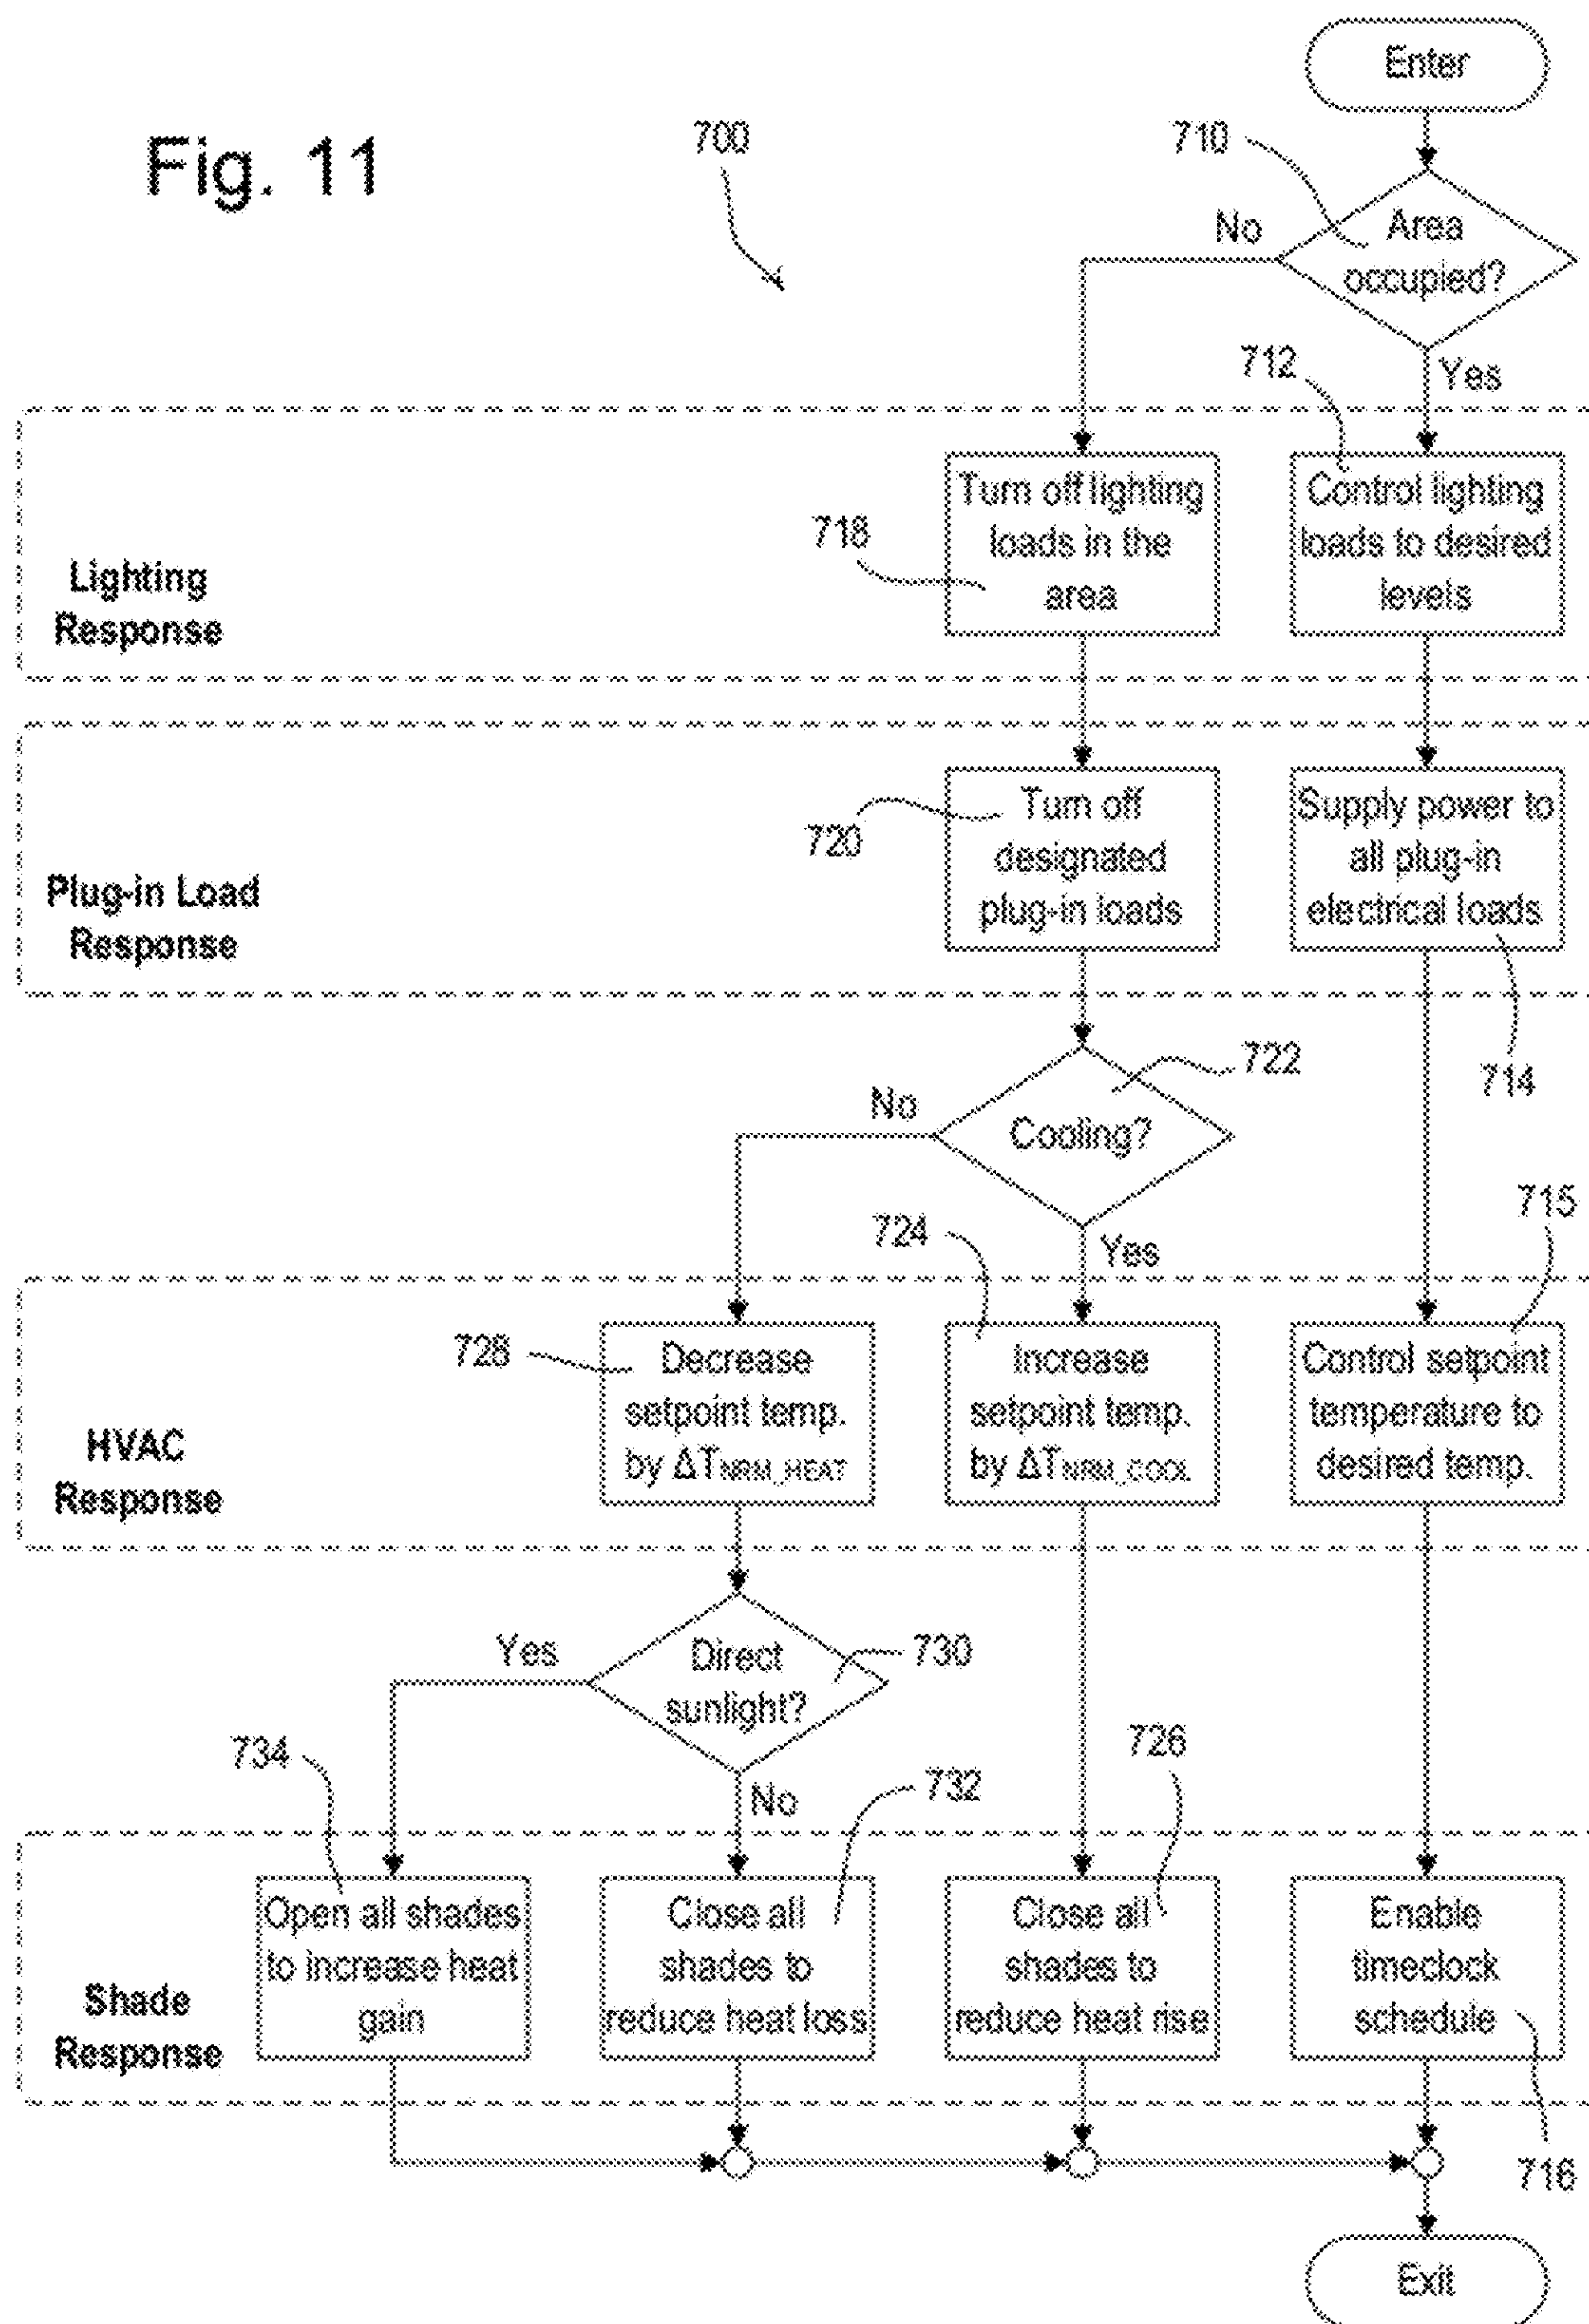 Enter
Fig. 11
700
710
Area
occupied?
No
Yes
712
Lighting
Response
718
Turn off lighting
loads in the
area
Control lighting
loads to desired
levels
Plug-in Load
Response
720
Turn off
designated
plug-in loads
Supply power to
all plug-in
electrical loads
714
722
Cooling?
No
Yes
724
715
HVAC
Response
728
Decrease
setpoint temp.
by ΔTNRM_HEAT
Increase
setpoint temp.
by ΔTNRM_COOL
Control setpoint
temperature to
desired temp.
Yes
Direct
sunlight?
730
No
734
732
726
Shade
Response
Open all shades
to increase heat
gain
Close all
shades to
reduce heat loss
Close all
shades to
reduce heat rise
Enable
timeclock
schedule
716
Exit